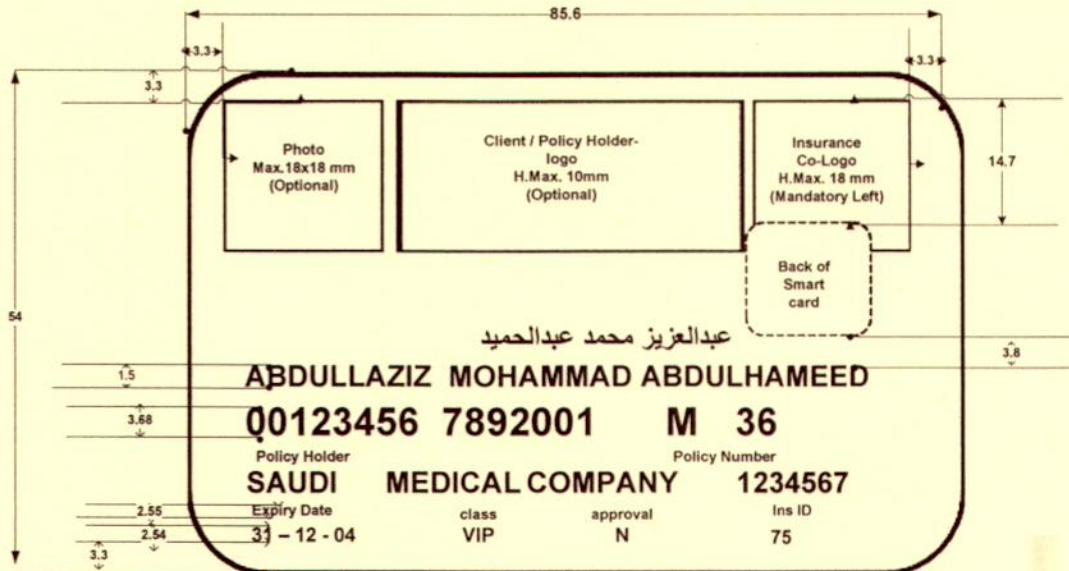 85.6
3.3
3.3
3.3
Photo
Max.18x18 mm
(Optional)
Client / Policy Holder-
logo
H.Max. 10mm
(Optional)
Insurance
Co-Logo
H.Max. 18 mm
(Mandatory Left)
14.7
Back of
Smart
card
54
عبدالعزيز محمد عبدالحميد
3.8
1.5
ABDULLAZIZ MOHAMMAD ABDULHAMEED
3.68
00123456 7892001 M 36
Policy Holder Policy Number
SAUDI MEDICAL COMPANY 1234567
Expiry Date class approval Ins ID
2.55
31 – 12 - 04 VIP N 75
2.54
3.3